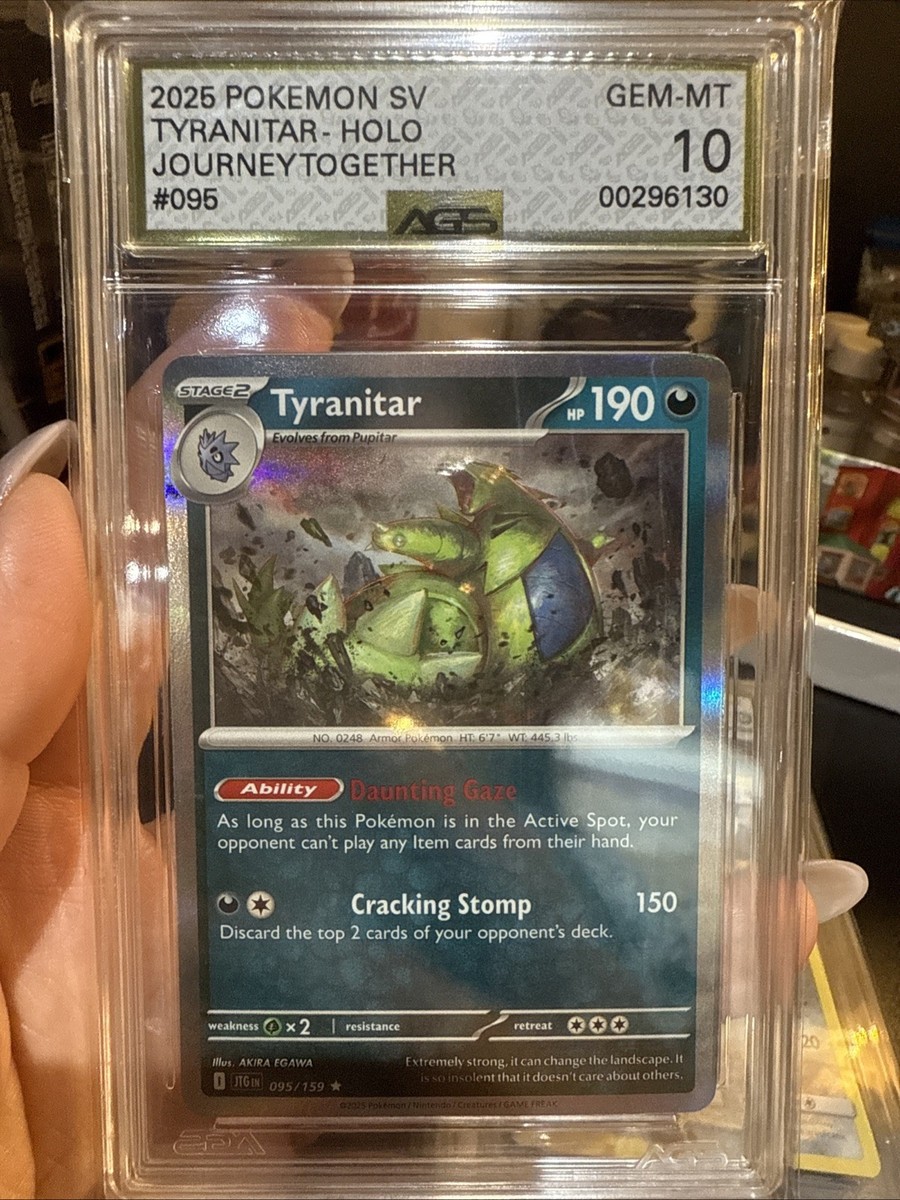 2025 POKEMON SV
GEM-MT
TYRANITAR - HOLO
10
JOURNEY TOGETHER
#095
00296130
AGS
STAGE2
Tyranitar
HP 190
Evolves from Pupitar
NO. 0248 Armor Pokémon HT: 6'7" WT: 445.3 lbs.
Ability Daunting Gaze
As long as this Pokémon is in the Active Spot, your
opponent can't play any Item cards from their hand.
Cracking Stomp 150
Discard the top 2 cards of your opponent's deck.
weakness ×2 resistance retreat
Illus. AKIRA EGAWA
Extremely strong, it can change the landscape. It
is so insolent that it doesn't care about others.
I JTG EN 095/159
©2025 Pokémon / Nintendo / Creatures / GAME FREAK
AGS